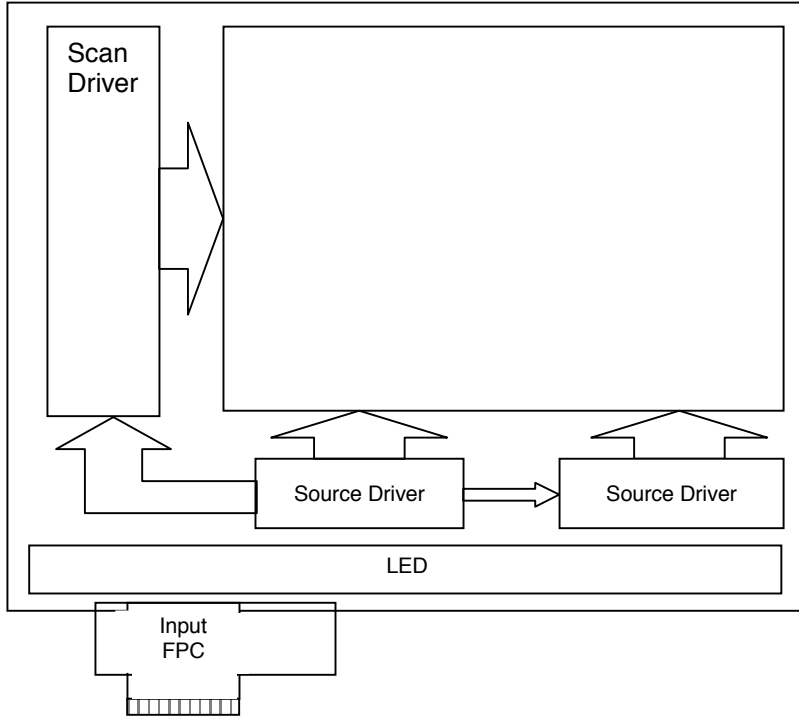 Scan
Driver
Source Driver
Source Driver
LED
Input
FPC